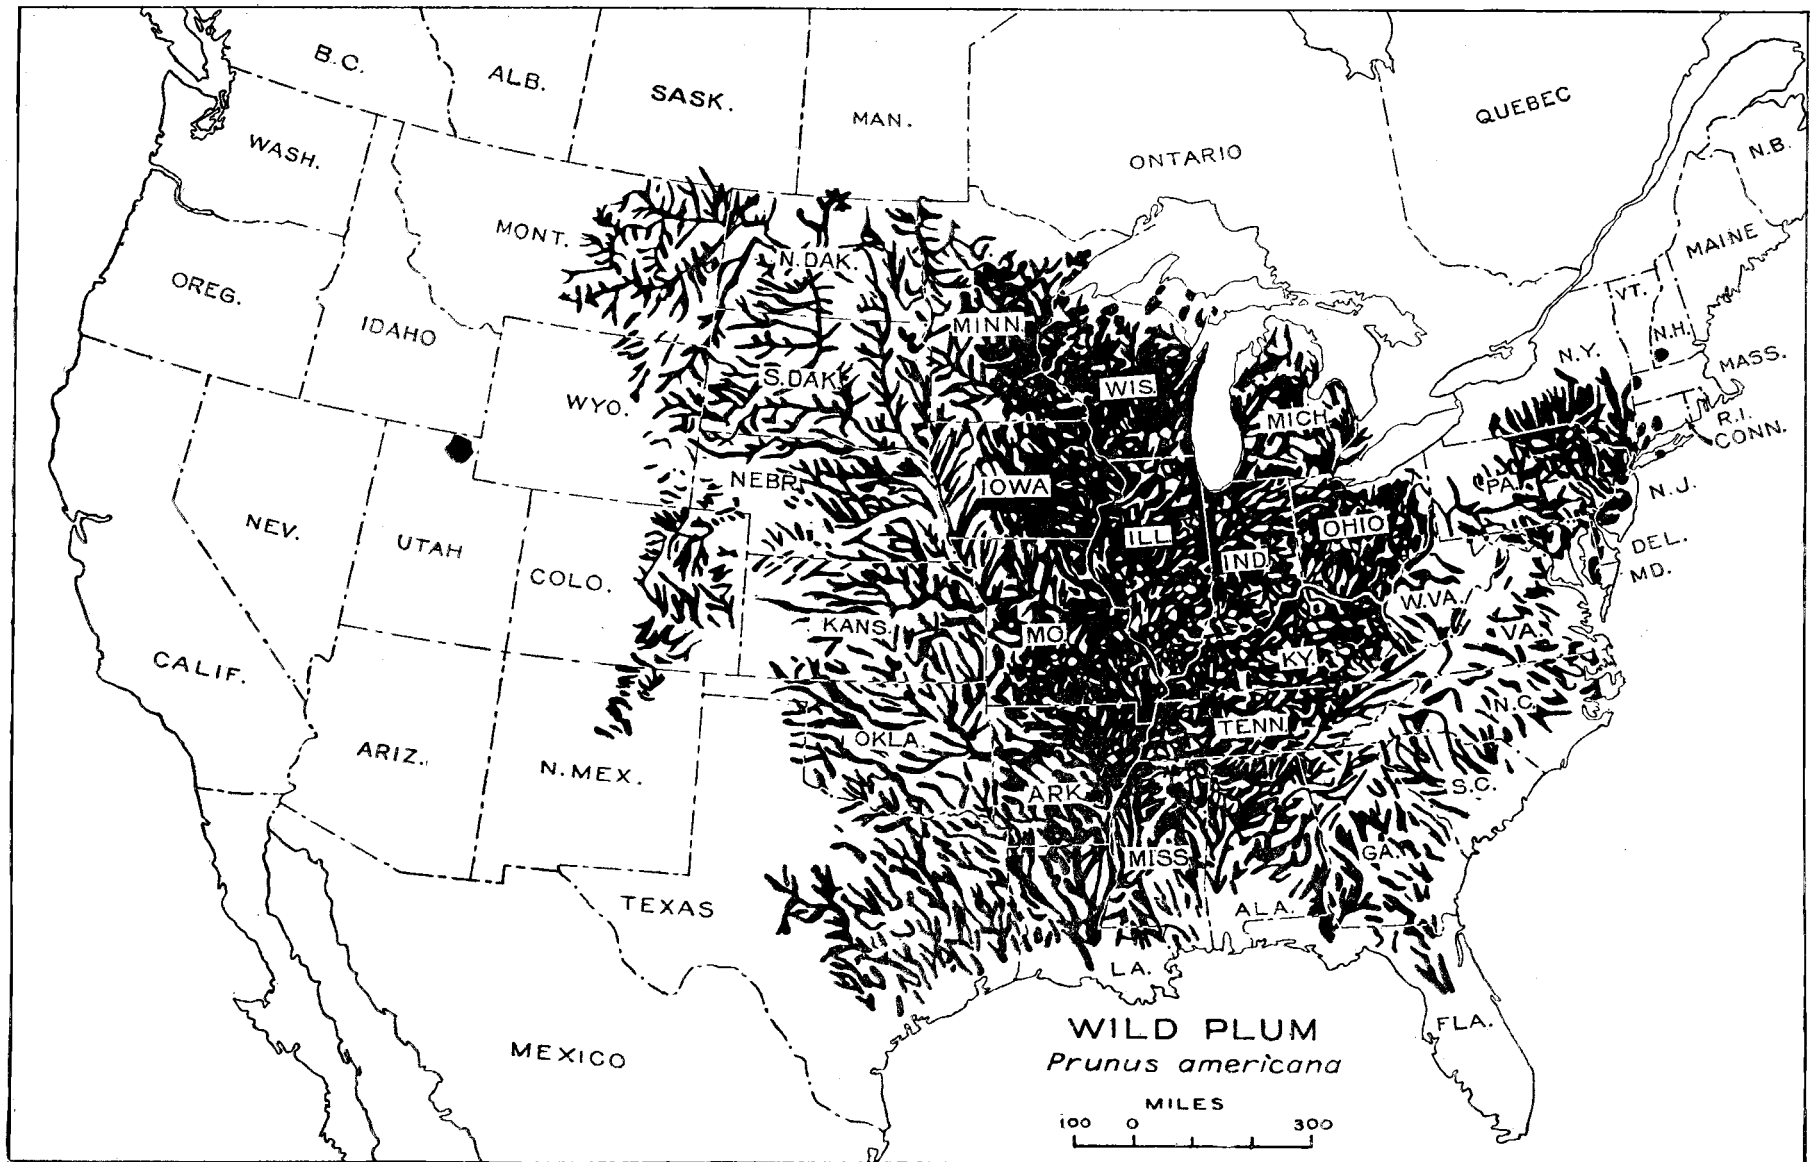 B.C.
ALB.
SASK.
MAN.
ONTARIO
QUEBEC
N.B.
WASH.
MONT.
N.DAK.
MINN.
MAINE
VT.
N.H.
OREG.
IDAHO
WYO.
S.DAK.
WIS.
MICH.
N.Y.
MASS.
R.I.
CONN.
NEBR.
IOWA
PA.
N.J.
NEV.
UTAH
COLO.
KANS.
MO.
ILL.
IND.
OHIO
W.VA.
VA.
DEL.
MD.
CALIF.
ARIZ.
N.MEX.
OKLA.
ARK.
KY.
TENN.
N.C.
S.C.
TEXAS
LA.
MISS.
ALA.
GA.
FLA.
MEXICO
WILD PLUM
Prunus americana
MILES
100 0 300